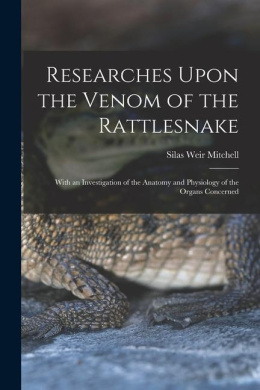 Researches Upon
the Venom of the
Rattlesnake
Silas Weir Mitchell
With an Investigation of the Anatomy and Physiology of the
Organs Concerned